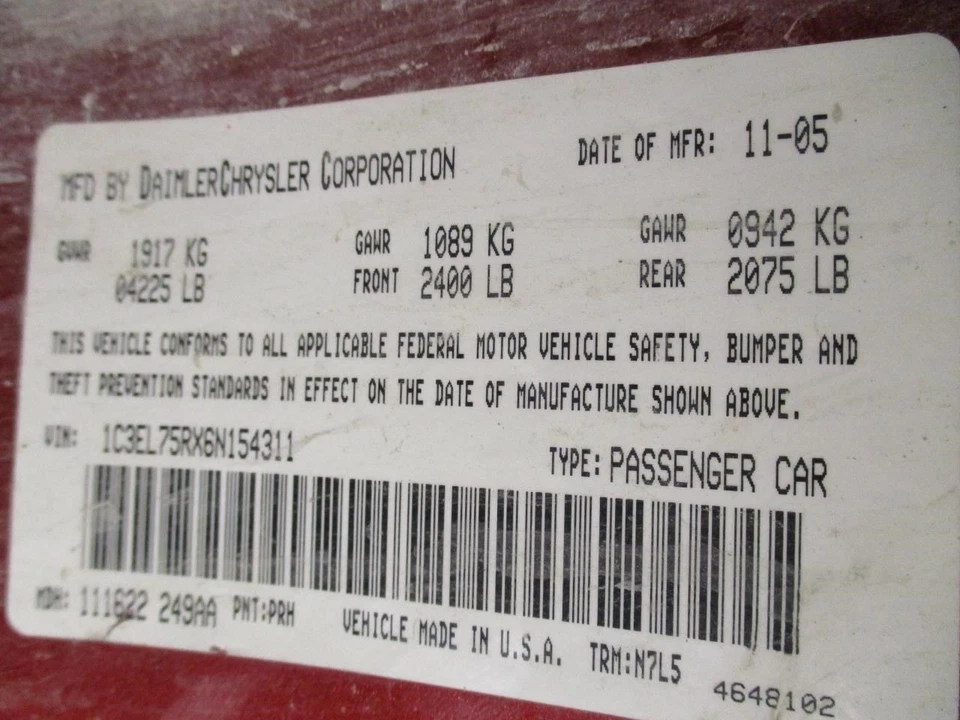 MFD BY DAIMLERCHRYSLER CORPORATION DATE OF MFR: 11-05
GVWR 1917 KG GAWR 1089 KG GAWR 0942 KG
04225 LB FRONT 2400 LB REAR 2075 LB
THIS VEHICLE CONFORMS TO ALL APPLICABLE FEDERAL MOTOR VEHICLE SAFETY, BUMPER AND
THEFT PREVENTION STANDARDS IN EFFECT ON THE DATE OF MANUFACTURE SHOWN ABOVE.
VIN: 1C3EL75RX6N154311 TYPE: PASSENGER CAR
MDH: 111622 249AA PNT:PRH VEHICLE MADE IN U.S.A. TRM:N7L5
4648102